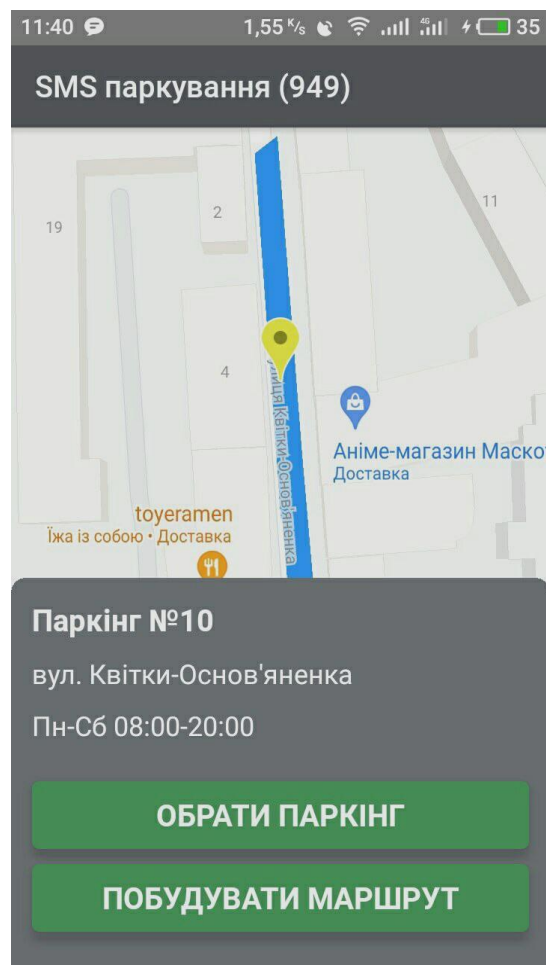 11:40 1,55 K/s 4G 35
SMS паркування (949)
19
2
11
4
вулиця Квітки-Основ'яненка
Аніме-магазин Маско
Доставка
toyeramen
Їжа із собою • Доставка
Паркінг №10
вул. Квітки-Основ'яненка
Пн-Сб 08:00-20:00
ОБРАТИ ПАРКІНГ
ПОБУДУВАТИ МАРШРУТ